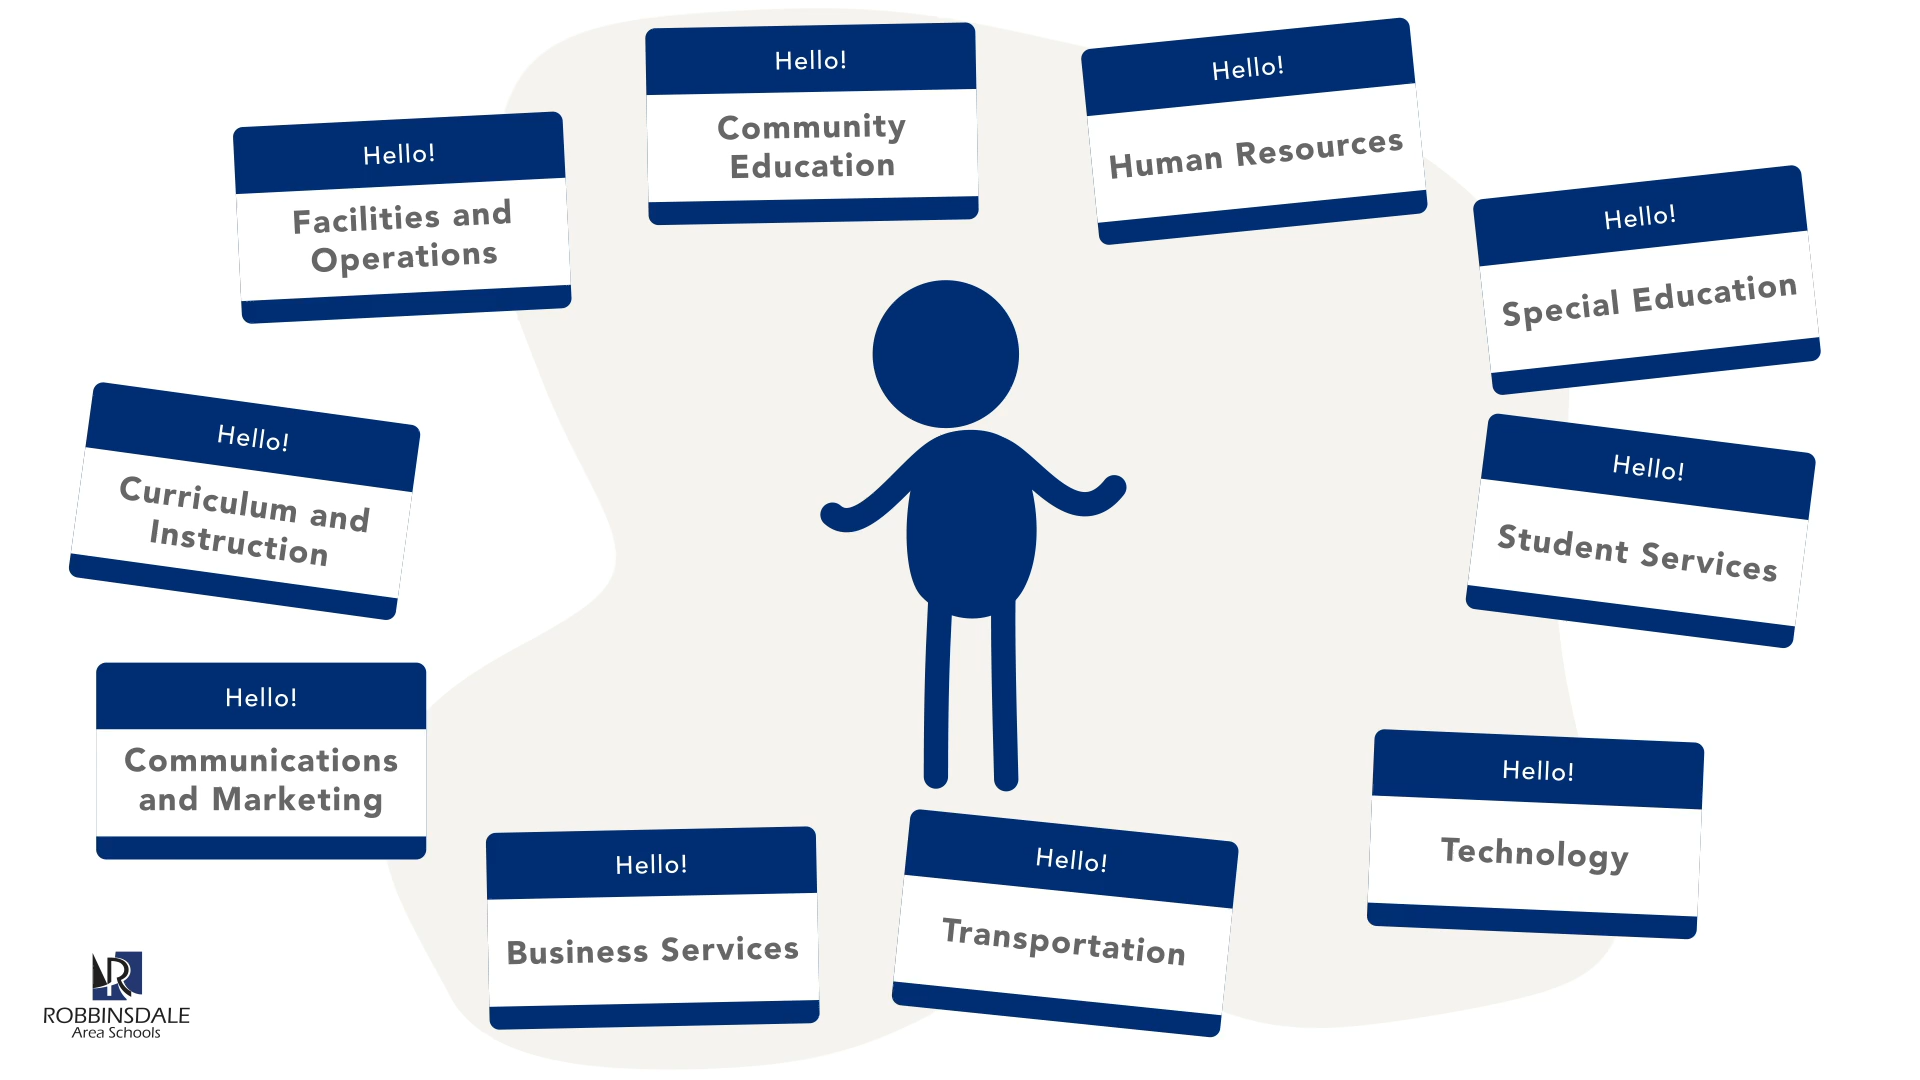 Hello!
Community
Education
Hello!
Human Resources
Hello!
Facilities and
Operations
Hello!
Special Education
Hello!
Curriculum and
Instruction
Hello!
Student Services
Hello!
Communications
and Marketing
Hello!
Technology
Hello!
Business Services
Hello!
Transportation
R
ROBBINSDALE
Area Schools